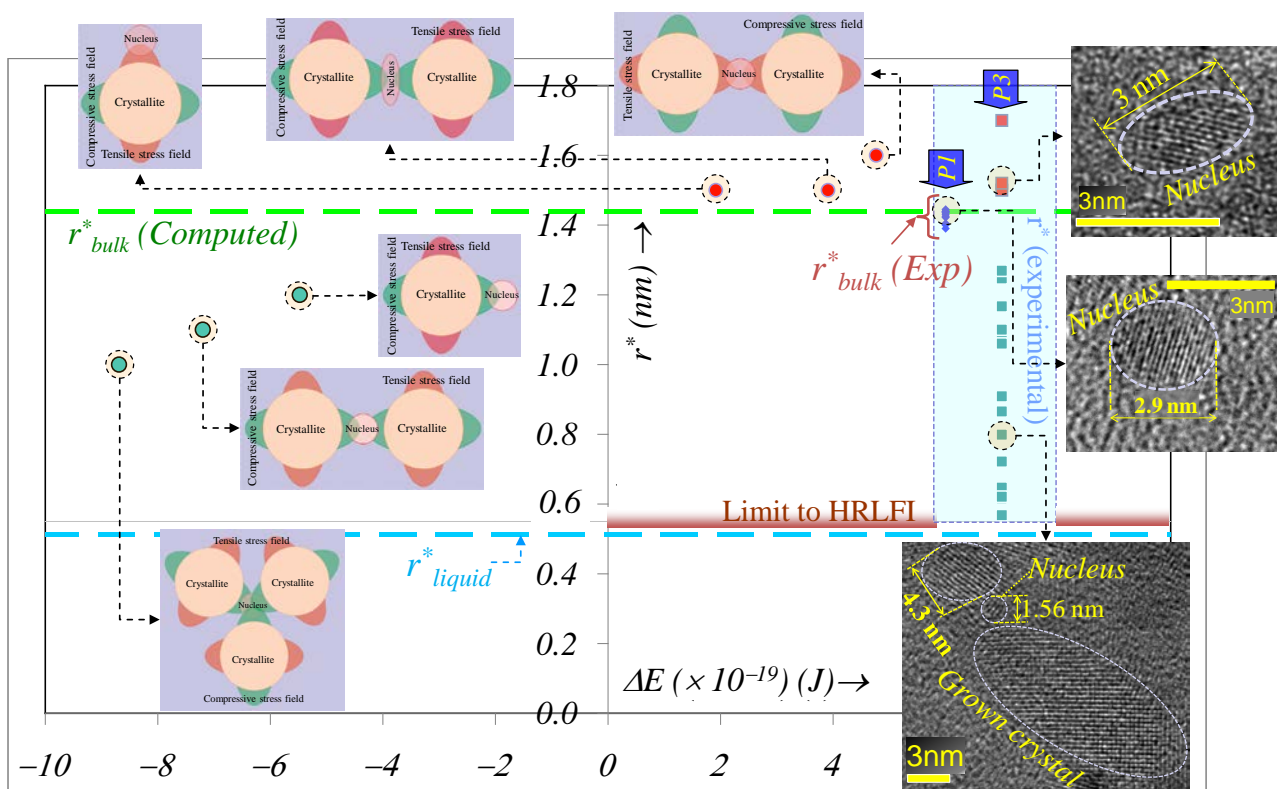 Nucleus
Crystallite
Compressive stress field
Tensile stress field
Compressive stress field
Tensile stress field
Crystallite
Nucleus
Crystallite
Tensile stress field
Compressive stress field
Crystallite
Nucleus
Crystallite
P3
3 nm
Nucleus
3nm
P1
r*bulk (Computed)
r*bulk (Exp)
r* (nm) →
r* (experimental)
Tensile stress field
Compressive stress field
Crystallite
Nucleus
Nucleus
3nm
2.9 nm
Compressive stress field
Tensile stress field
Crystallite
Nucleus
Crystallite
Limit to HRLFI
r*liquid
Tensile stress field
Crystallite
Crystallite
Nucleus
Crystallite
Compressive stress field
Nucleus
1.56 nm
4.3 nm
Grown crystal
3nm
ΔE (× 10⁻¹⁹) (J)→
1.8
1.6
1.4
1.2
1.0
0.8
0.6
0.4
0.2
0.0
−10
−8
−6
−4
−2
0
2
4